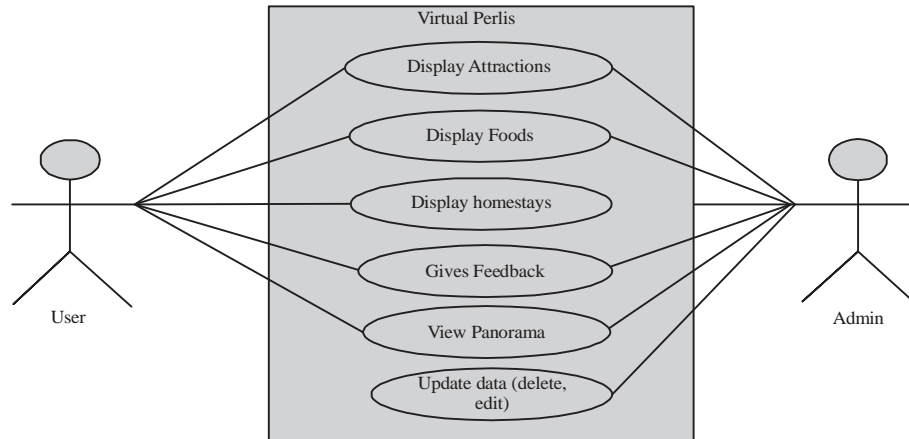 Virtual Perlis
Display Attractions
Display Foods
Display homestays
Gives Feedback
View Panorama
Update data (delete,
edit)
User
Admin